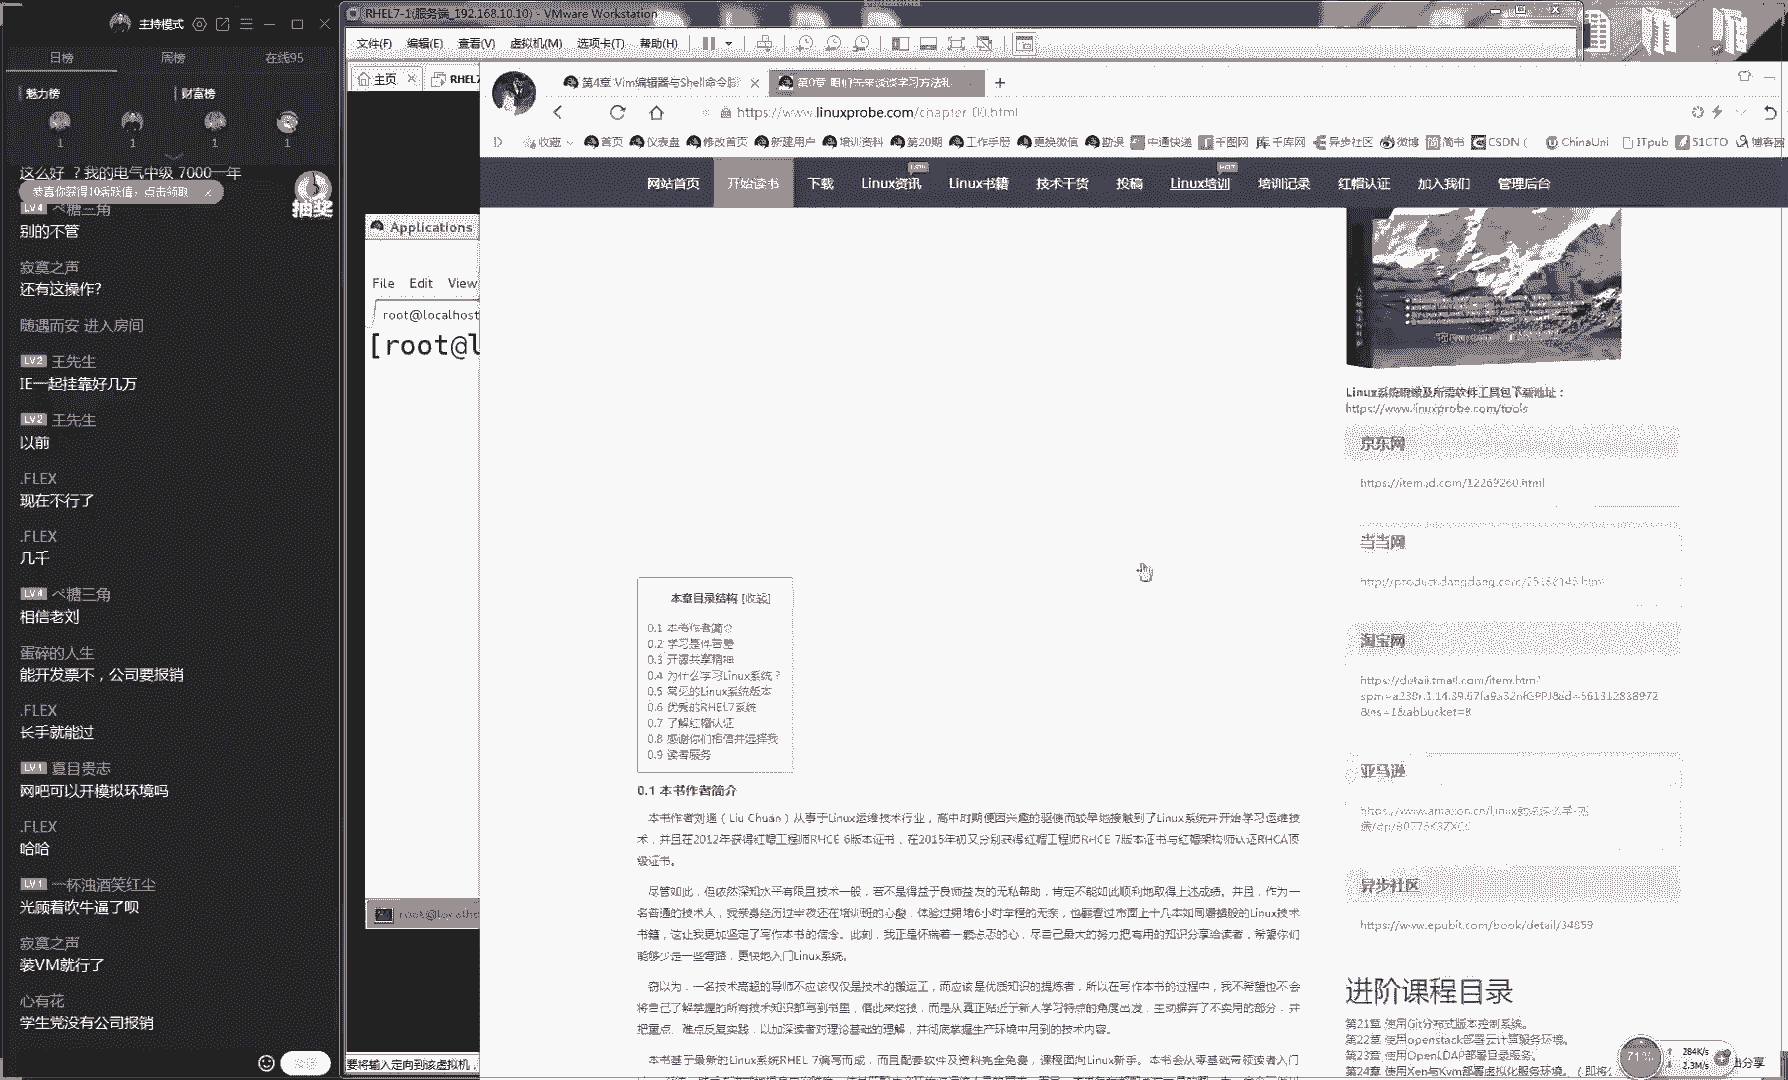 主持模式
日榜
周榜
在线95
魅力榜
财富榜
1
1
1
1
这么好 ？我的电气中级 7000一年
恭喜你获得10活跃值，点击领取
抽奖
LV4 ペ糖三角
别的不管
寂寞之声
还有这操作?
随遇而安 进入房间
LV2 王先生
IE一起挂靠好几万
LV2 王先生
以前
.FLEX
现在不行了
.FLEX
几千
LV4 ペ糖三角
相信老刘
蛋碎的人生
能开发票不，公司要报销
.FLEX
长手就能过
LV1 夏目贵志
网吧可以开模拟环境吗
.FLEX
哈哈
LV1 一杯浊酒笑红尘
光顾着吹牛逼了呗
寂寞之声
装VM就行了
心有花
学生党没有公司报销
RHEL7-1(服务端_192.168.10.10) - VMware Workstation
文件(F) 编辑(E) 查看(V) 虚拟机(M) 选项卡(T) 帮助(H)
主页
RHEL7
Applications
File Edit View
root@localhost
[root@l
root@localho
要将输入定向到该虚拟机，
第4章 Vim编辑器与Shell命令脚
第0章 咱们先来谈谈学习方法和
https://www.linuxprobe.com/chapter-00.html
收藏 首页 仪表盘 修改首页 新建用户 培训资料 第20期 工作手册 更换微信 勘误 中通快递 千图网 千库网 异步社区 微博 简书 CSDN ( ChinaUni ITpub 51CTO 博客园
网站首页 开始读书 下载 Linux资讯 Linux书籍 技术干货 投稿 Linux培训 培训记录 红帽认证 加入我们 管理后台
本章目录结构 [收起]
0.1 本书作者简介
0.2 学习是件苦差
0.3 开源共享精神
0.4 为什么学习Linux系统？
0.5 常见的Linux系统版本
0.6 优秀的RHEL7系统
0.7 了解红帽认证
0.8 感谢你们相信并选择我
0.9 读者服务
0.1 本书作者简介
本书作者刘遄（Liu Chuan）从事于Linux运维技术行业，高中时期便因兴趣的驱使而较早地接触到了Linux系统并开始学习运维技
术，并且在2012年获得红帽工程师RHCE 6版本证书，在2015年初又分别获得红帽工程师RHCE 7版本证书与红帽架构师认证RHCA顶
级证书。
尽管如此，但依然深知水平有限且技术一般，若不是得益于良师益友的无私帮助，肯定不能如此顺利地取得上述成绩。并且，作为一
名普通的技术人，我亲身经历过半夜还在培训班的心酸，体验过拥堵6小时车程的无奈，也翻看过市面上十几本如同嚼蜡般的Linux技术
书籍，这让我更加坚定了写作本书的信念。此刻，我正是怀揣着一颗忐忑的心，尽自己最大的努力把有用的知识分享给读者，希望你们
能够少走一些弯路，更快地入门Linux系统。
窃以为，一名技术高超的导师不应该仅仅是技术的搬运工，而应该是优质知识的提炼者，所以在写作本书的过程中，我不希望也不会
将自己了解掌握的所有技术知识都写到书里，借此来炫技，而是从真正贴近于新人学习特点的角度出发，主动摒弃了不实用的部分，并
把重点、难点反复实践，以加深读者对理论基础的理解，并彻底掌握生产环境中用到的技术内容。
本书基于最新的Linux系统RHEL 7编写而成，而且配套软件及资料完全免费，课程面向Linux新手。本书会从零基础带领读者入门
Linux系统镜像及所需软件工具包下载地址：
https://www.linuxprobe.com/tools
京东网
https://item.jd.com/12269260.html
当当网
淘宝网
亚马逊
异步社区
https://www.epubit.com/book/detail/34859
进阶课程目录
第21章 使用Git分布式版本控制系统。
第22章 使用openstack部署云计算服务环境。
第23章 使用OpenLDAP部署目录服务。
第24章 使用Xen与Kvm部署虚拟化服务环境。（即将
71%
284K/s
2.3M/s